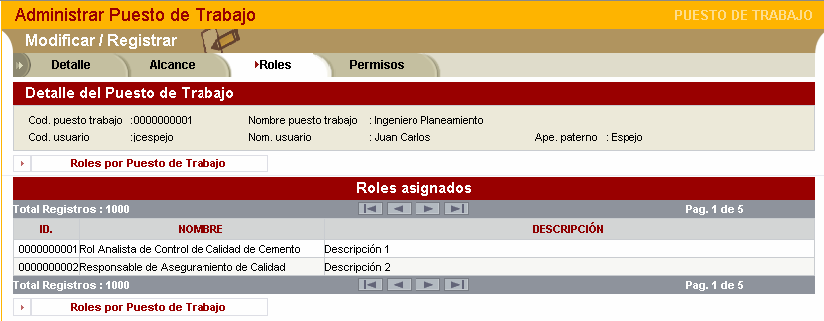 Administrar Puesto de Trabajo PUESTO DE TRABAJO
Modificar / Registrar
Detalle Alcance Roles Permisos
Detalle del Puesto de Trabajo
Cod. puesto trabajo :0000000001 Nombre puesto trabajo : Ingeniero Planeamiento
Cod. usuario :jcespejo Nom. usuario : Juan Carlos Ape. paterno : Espejo
Roles por Puesto de Trabajo
Roles asignados
Total Registros : 1000 Pag. 1 de 5
ID. NOMBRE DESCRIPCIÓN
0000000001 Rol Analista de Control de Calidad de Cemento Descripción 1
0000000002 Responsable de Aseguramiento de Calidad Descripción 2
Total Registros : 1000 Pag. 1 de 5
Roles por Puesto de Trabajo